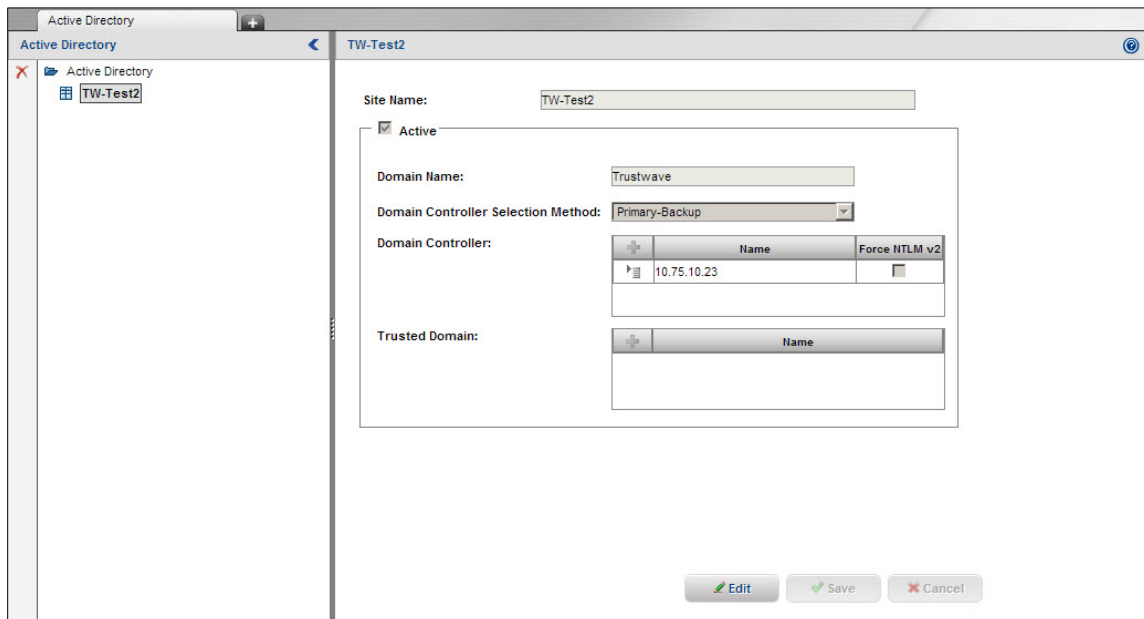 Active Directory
Active Directory
TW-Test2
Active Directory
TW-Test2
Site Name: TW-Test2
Active
Domain Name: Trustwave
Domain Controller Selection Method: Primary-Backup
Domain Controller: Name Force NTLM v2
10.75.10.23
Trusted Domain: Name
Edit Save Cancel